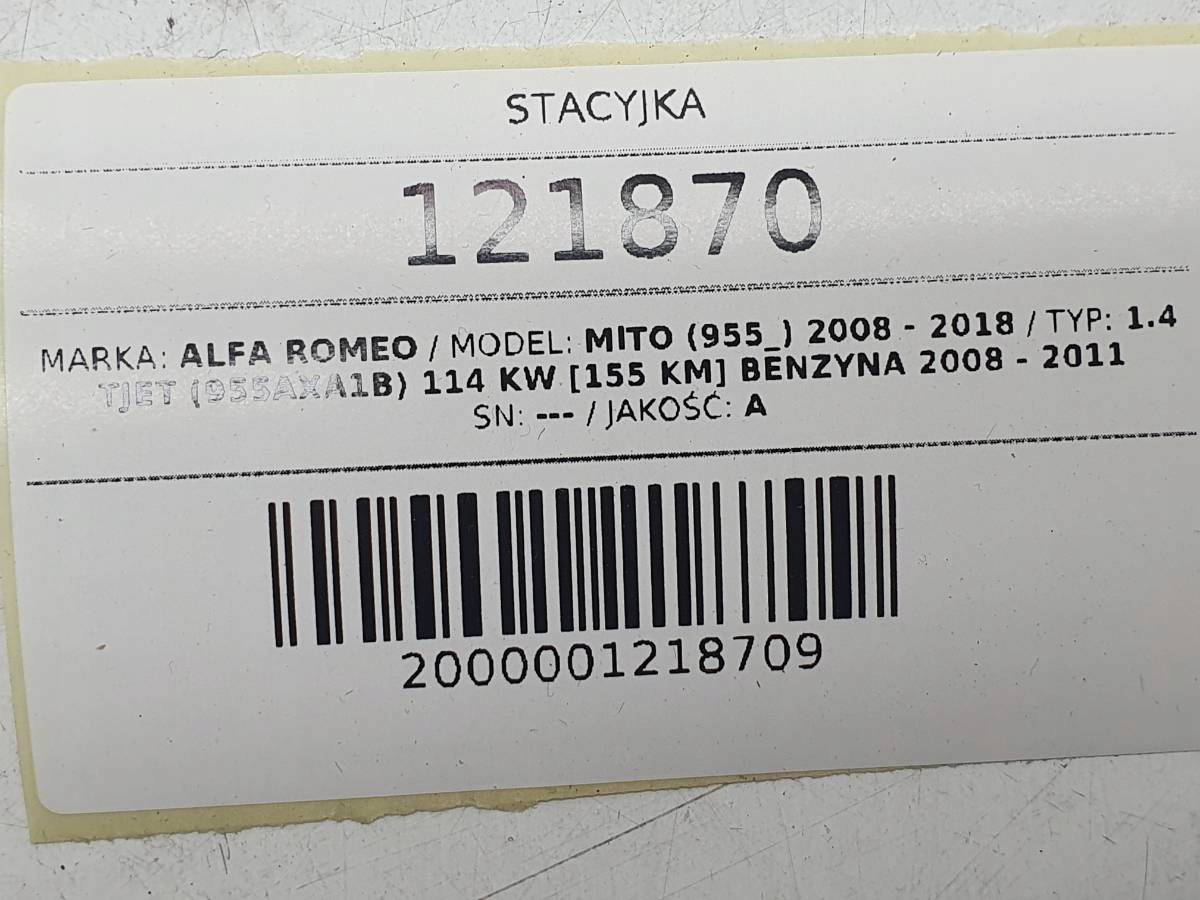 STACYJKA
121870
MARKA: ALFA ROMEO / MODEL: MITO (955_) 2008 - 2018 / TYP: 1.4
TJET (955AXA1B) 114 KW [155 KM] BENZYNA 2008 - 2011
SN: --- / JAKOŚĆ: A
2000001218709